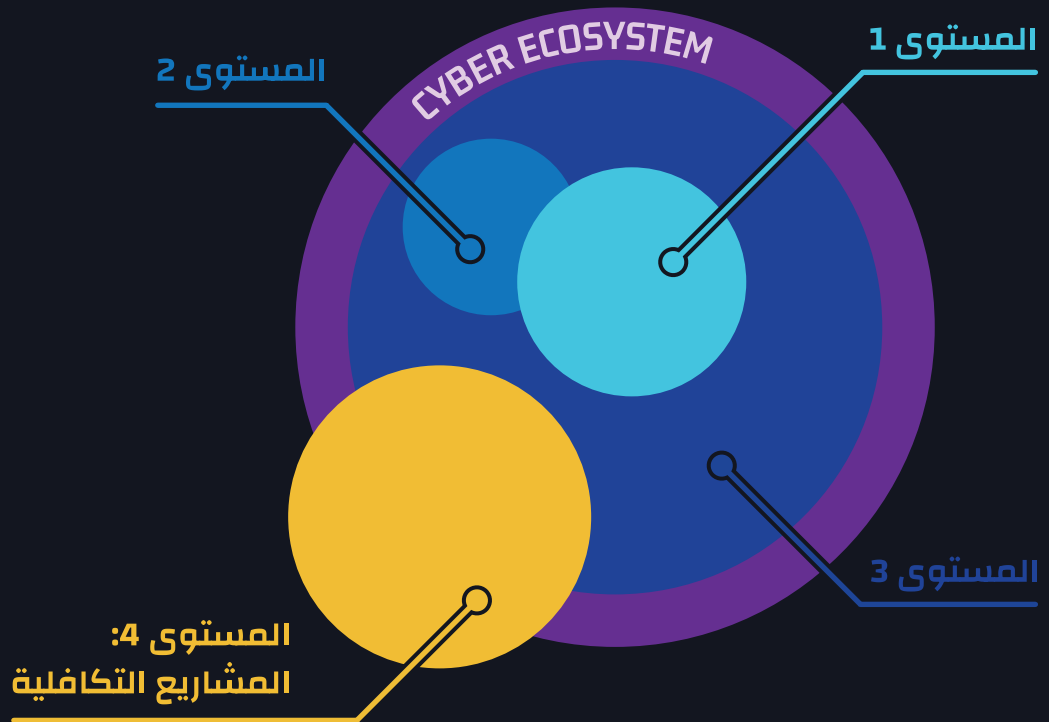 CYBER ECOSYSTEM
المستوى 1
المستوى 2
المستوى 3
المستوى 4:
المشاريع التكافلية